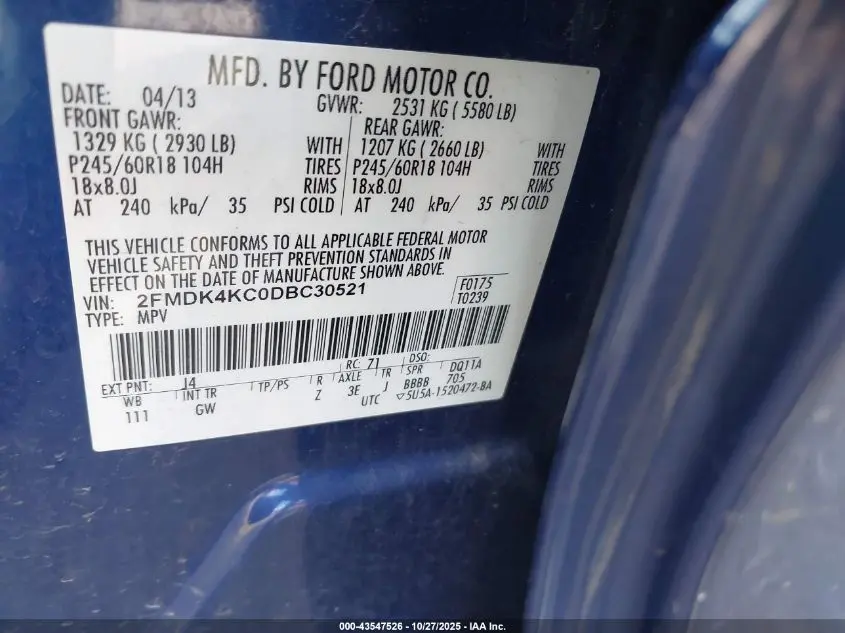 MFD. BY FORD MOTOR CO.
DATE: 04/13 GVWR: 2531 KG ( 5580 LB)
FRONT GAWR: REAR GAWR:
1329 KG ( 2930 LB) WITH 1207 KG ( 2660 LB) WITH
P245/60R18 104H TIRES P245/60R18 104H TIRES
18x8.0J RIMS 18x8.0J RIMS
AT 240 kPa/ 35 PSI COLD AT 240 kPa/ 35 PSI COLD
THIS VEHICLE CONFORMS TO ALL APPLICABLE FEDERAL MOTOR
VEHICLE SAFETY AND THEFT PREVENTION STANDARDS IN
EFFECT ON THE DATE OF MANUFACTURE SHOWN ABOVE.
VIN: 2FMDK4KC0DBC30521 F0175
TYPE: MPV T0239
EXT PNT: J4 RC: 71 DSO: DQ11A
WB INT TR TP/PS R AXLE TR SPR
111 GW Z 3E J BBBB 705
UTC ▽5U5A-1520472-BA
000-43547526 - 10/27/2025 - IAA Inc.